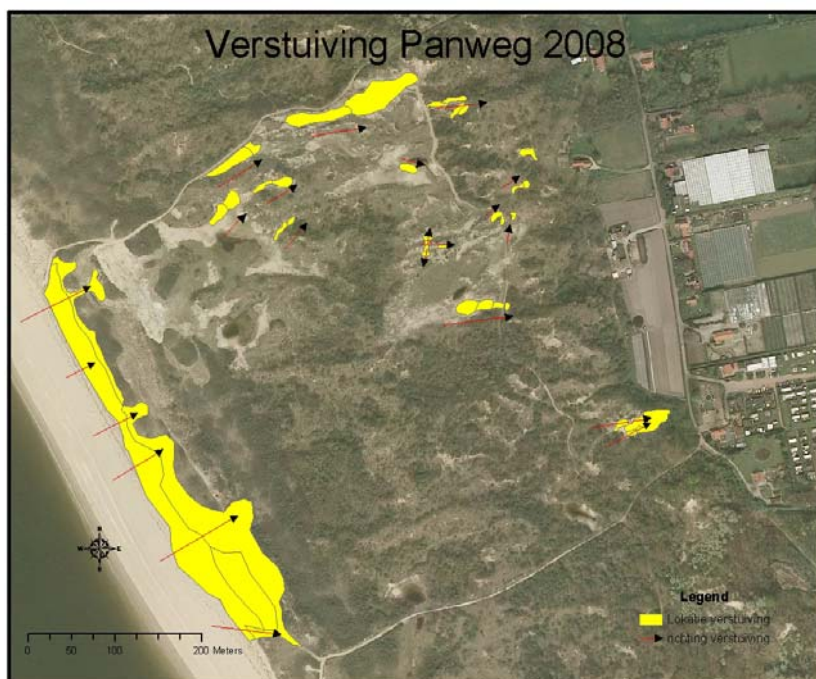 Verstuiving Panweg 2008
N
W E
S
Legend
Lokatie verstuiving
richting verstuiving
0 50 100 200 Meters